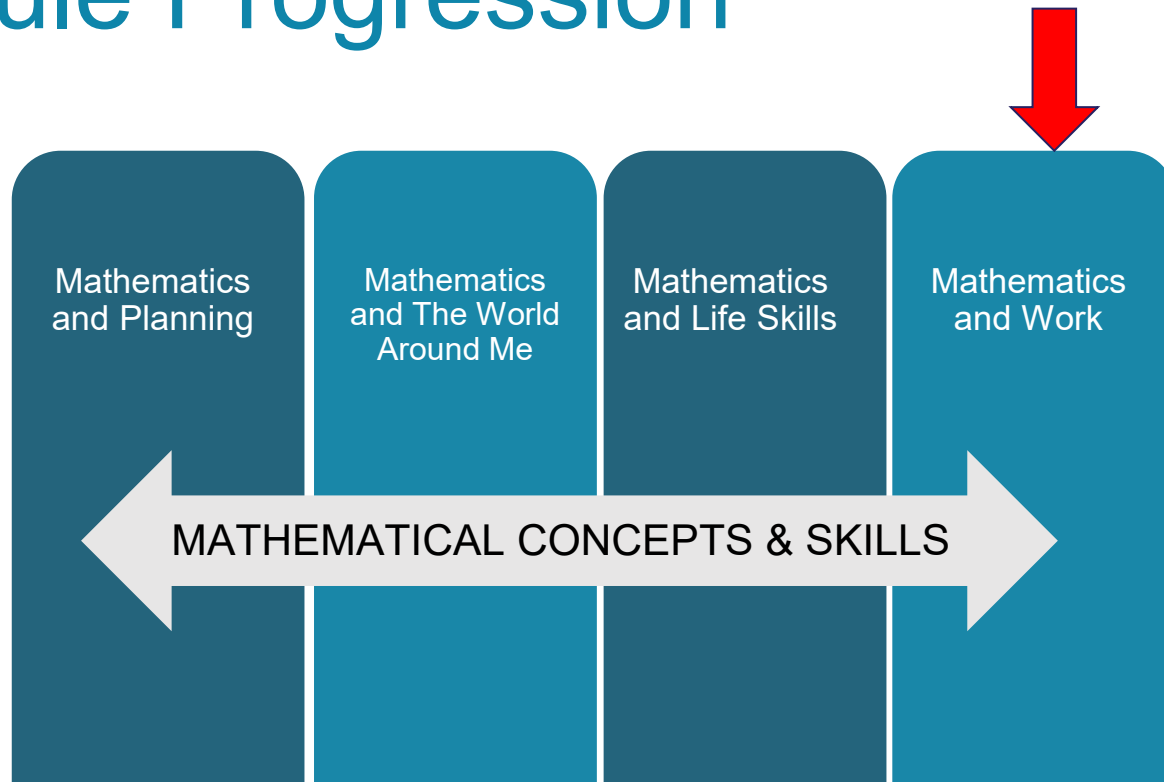 Progression
Mathematics
and Planning
Mathematics
and The World
Around Me
Mathematics
and Life Skills
Mathematics
and Work
MATHEMATICAL CONCEPTS & SKILLS